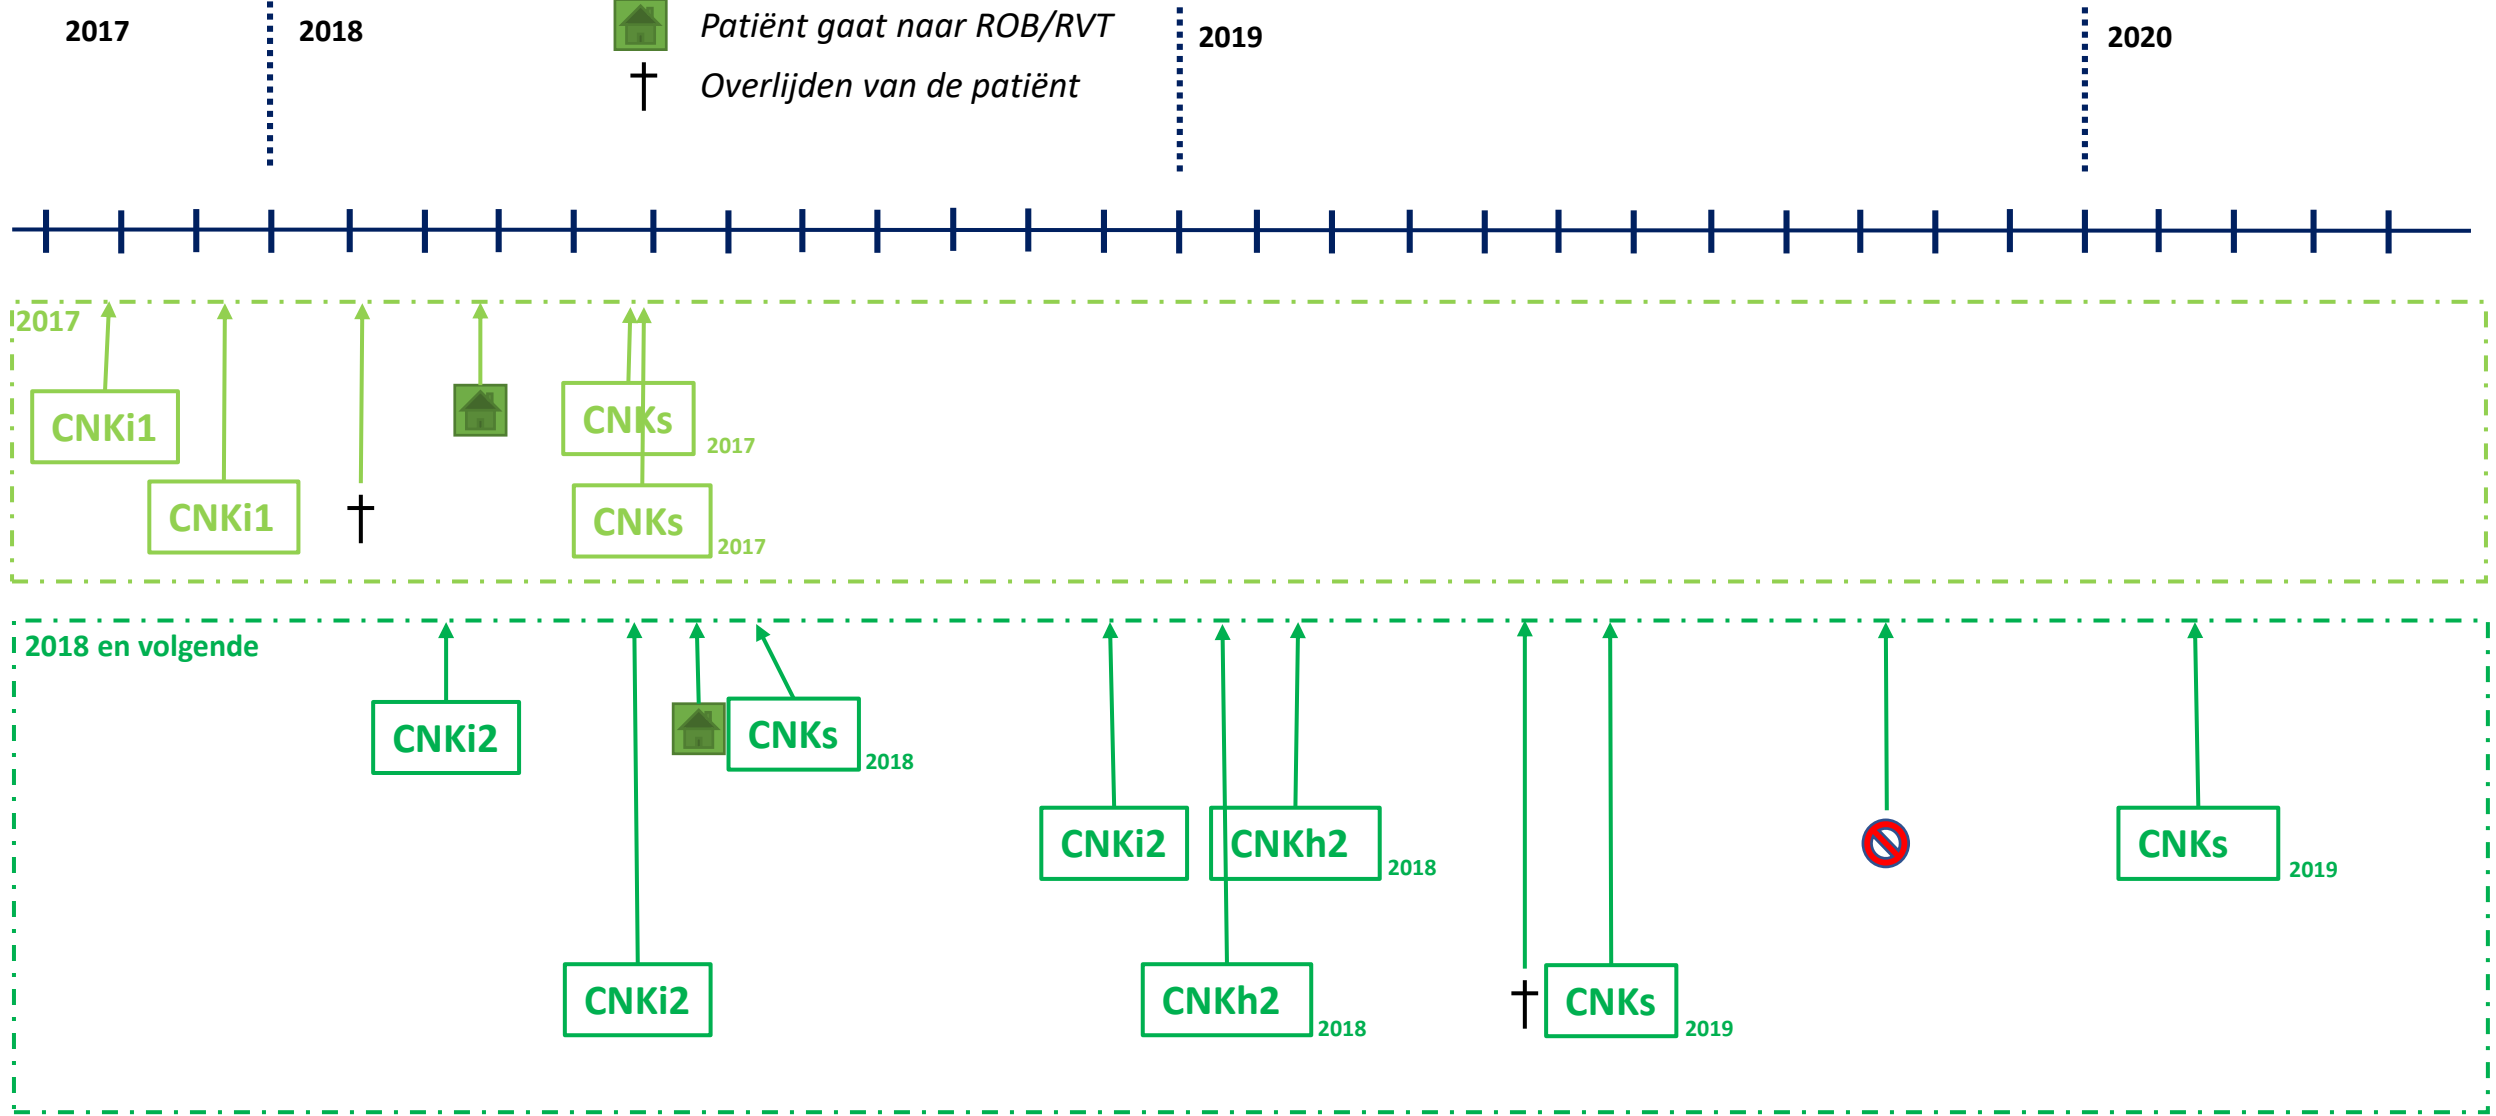 2017
2018
Patiënt gaat naar ROB/RVT
2019
2020
Overlijden van de patiënt
2017
CNKi1
CNKs
2017
CNKi1
CNKs
2017
2018 en volgende
CNKi2
CNKs
2018
CNKi2
CNKh2
2018
CNKs
2019
CNKi2
CNKh2
2018
CNKs
2019